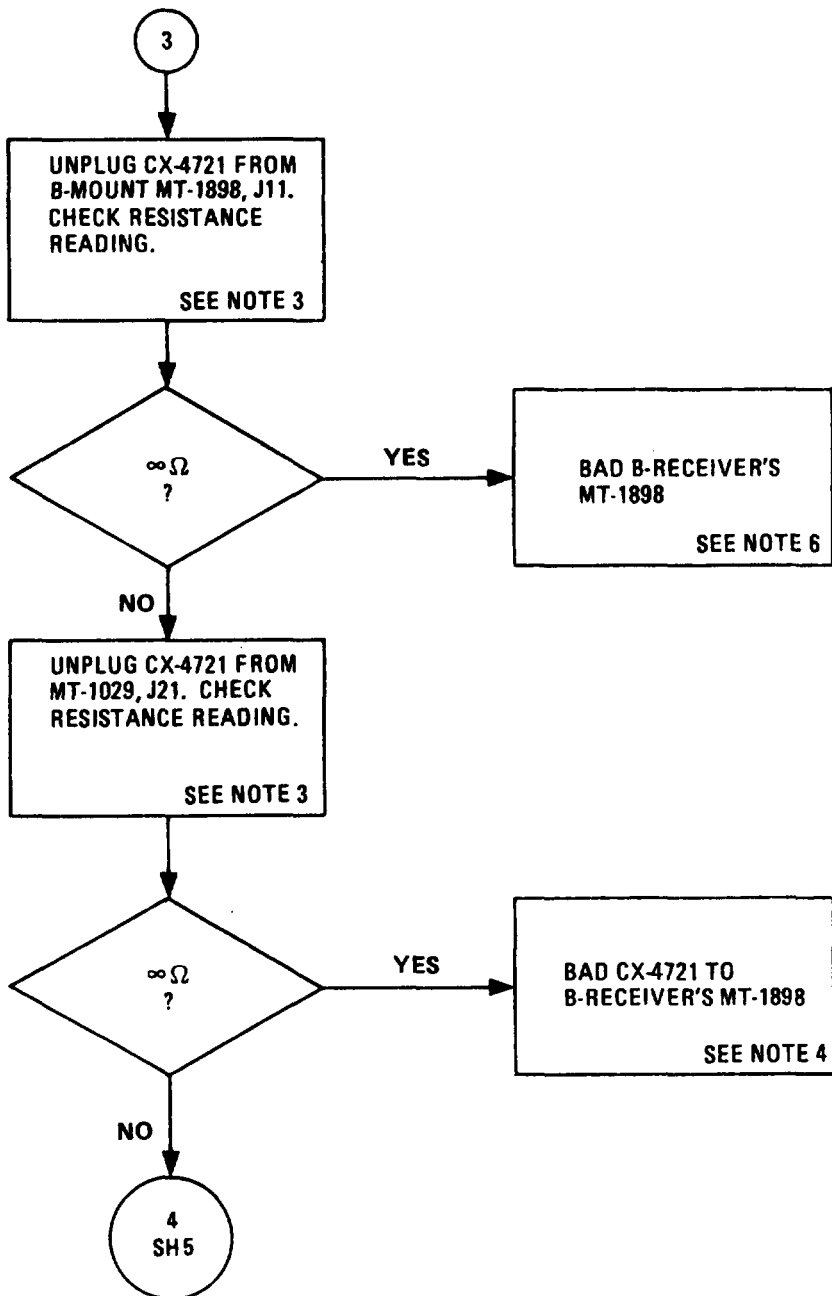 3
UNPLUG CX-4721 FROM
B-MOUNT MT-1898, J11.
CHECK RESISTANCE
READING.
SEE NOTE 3
∞ Ω
?
YES
BAD B-RECEIVER'S
MT-1898
SEE NOTE 6
NO
UNPLUG CX-4721 FROM
MT-1029, J21. CHECK
RESISTANCE READING.
SEE NOTE 3
∞ Ω
?
YES
BAD CX-4721 TO
B-RECEIVER'S MT-1898
SEE NOTE 4
NO
4
SH 5